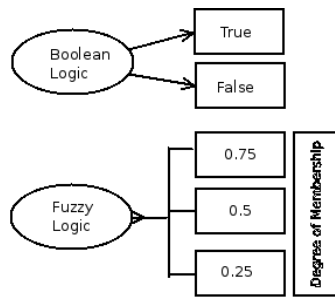 Boolean
Logic
True
False
Fuzzy
Logic
0.75
0.5
0.25
Degree of Membership